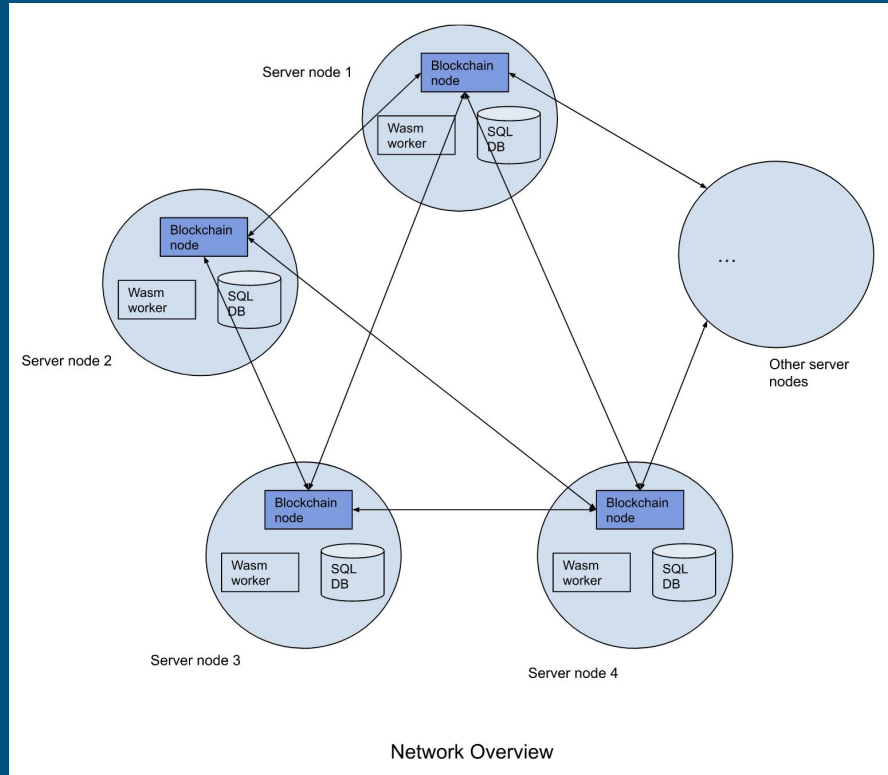 Server node 1
Blockchain
node
Wasm
worker
SQL
DB
Blockchain
node
Wasm
worker
SQL
DB
Server node 2
...
Other server
nodes
Blockchain
node
Wasm
worker
SQL
DB
Server node 3
Blockchain
node
Wasm
worker
SQL
DB
Server node 4
Network Overview